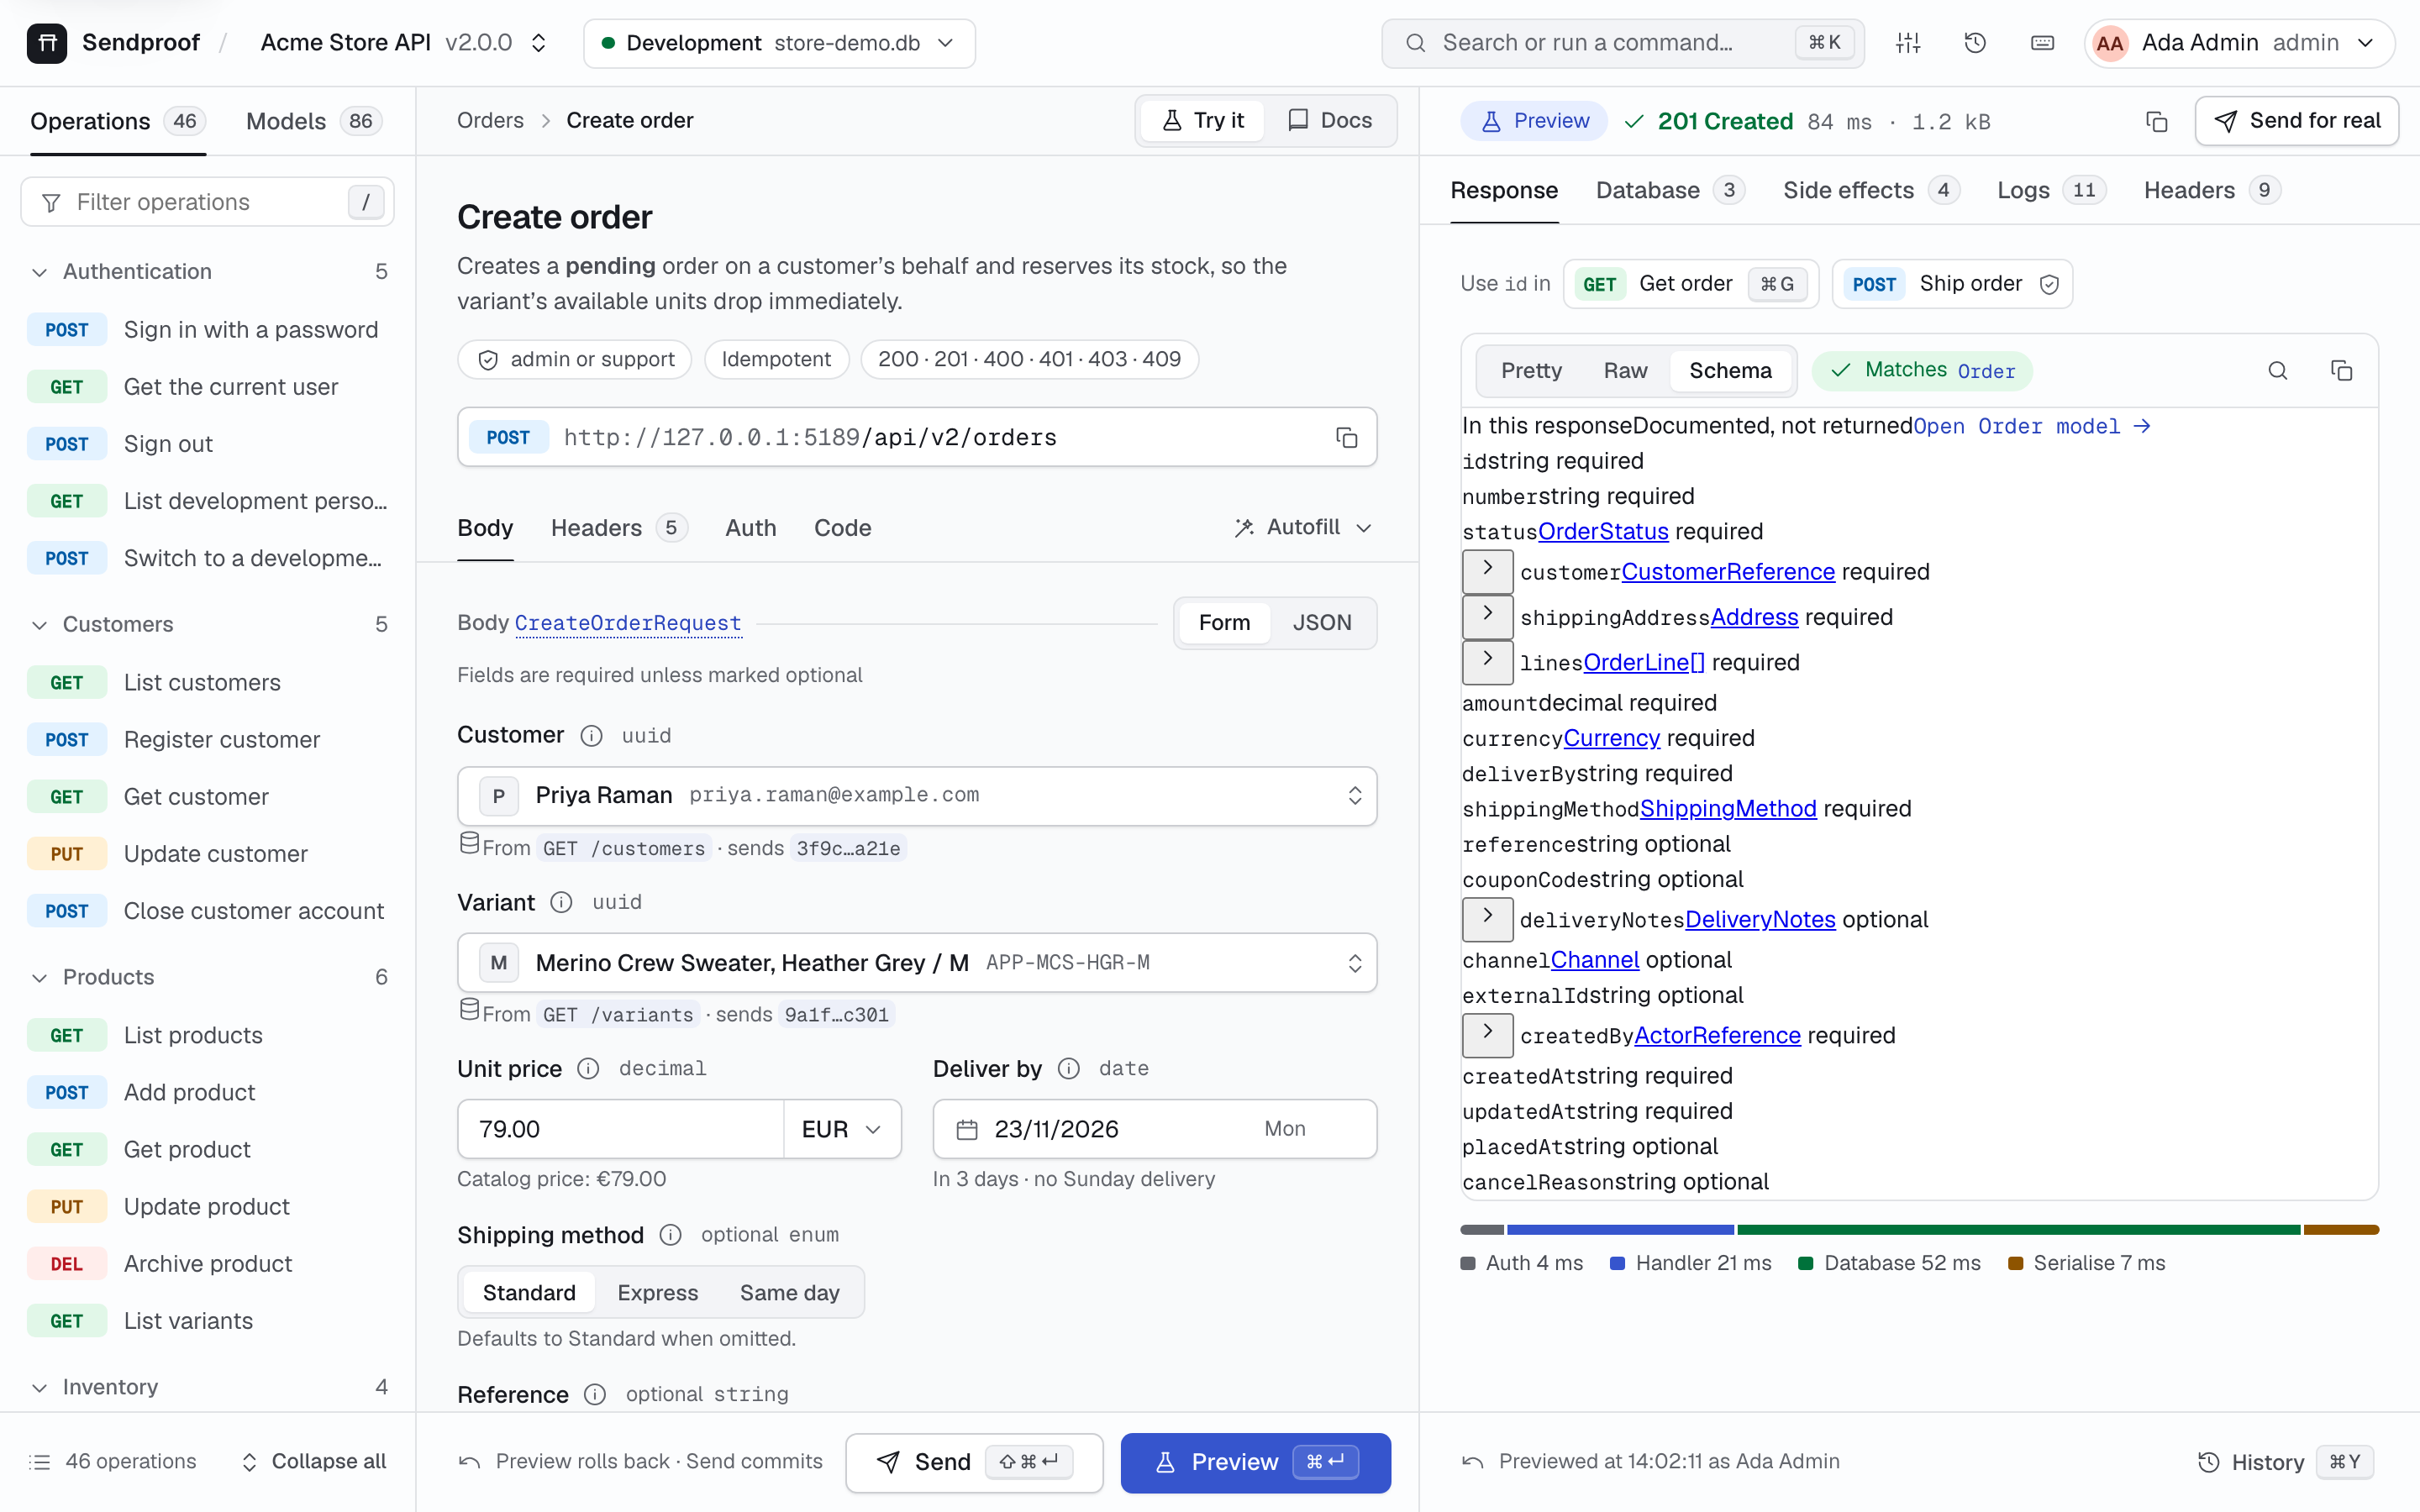 Sendproof / Acme Store API v2.0.0
Development store-demo.db
Search or run a command... ⌘K
AA Ada Admin admin
Operations 46 Models 86
Filter operations /
Authentication 5
POST Sign in with a password
GET Get the current user
POST Sign out
GET List development perso...
POST Switch to a developme...
Customers 5
GET List customers
POST Register customer
GET Get customer
PUT Update customer
POST Close customer account
Products 6
GET List products
POST Add product
GET Get product
PUT Update product
DEL Archive product
GET List variants
Inventory 4
46 operations Collapse all
Orders > Create order
Try it Docs
Create order
Creates a pending order on a customer’s behalf and reserves its stock, so the
variant’s available units drop immediately.
admin or support Idempotent 200 · 201 · 400 · 401 · 403 · 409
POST http://127.0.0.1:5189/api/v2/orders
Body Headers 5 Auth Code Autofill
Body CreateOrderRequest Form JSON
Fields are required unless marked optional
Customer uuid
P Priya Raman priya.raman@example.com
From GET /customers · sends 3f9c…a21e
Variant uuid
M Merino Crew Sweater, Heather Grey / M APP-MCS-HGR-M
From GET /variants · sends 9a1f…c301
Unit price decimal Deliver by date
79.00 EUR 23/11/2026 Mon
Catalog price: €79.00 In 3 days · no Sunday delivery
Shipping method optional enum
Standard Express Same day
Defaults to Standard when omitted.
Reference optional string
Preview rolls back · Send commits Send ⇧⌘↵ Preview ⌘↵
Preview 201 Created 84 ms · 1.2 kB Send for real
Response Database 3 Side effects 4 Logs 11 Headers 9
Use id in GET Get order ⌘G POST Ship order
Pretty Raw Schema Matches Order
In this responseDocumented, not returnedOpen Order model →
idstring required
numberstring required
statusOrderStatus required
customerCustomerReference required
shippingAddressAddress required
linesOrderLine[] required
amountdecimal required
currencyCurrency required
deliverBystring required
shippingMethodShippingMethod required
referencestring optional
couponCodestring optional
deliveryNotesDeliveryNotes optional
channelChannel optional
externalIdstring optional
createdByActorReference required
createdAtstring required
updatedAtstring required
placedAtstring optional
cancelReasonstring optional
Auth 4 ms Handler 21 ms Database 52 ms Serialise 7 ms
Previewed at 14:02:11 as Ada Admin History ⌘Y